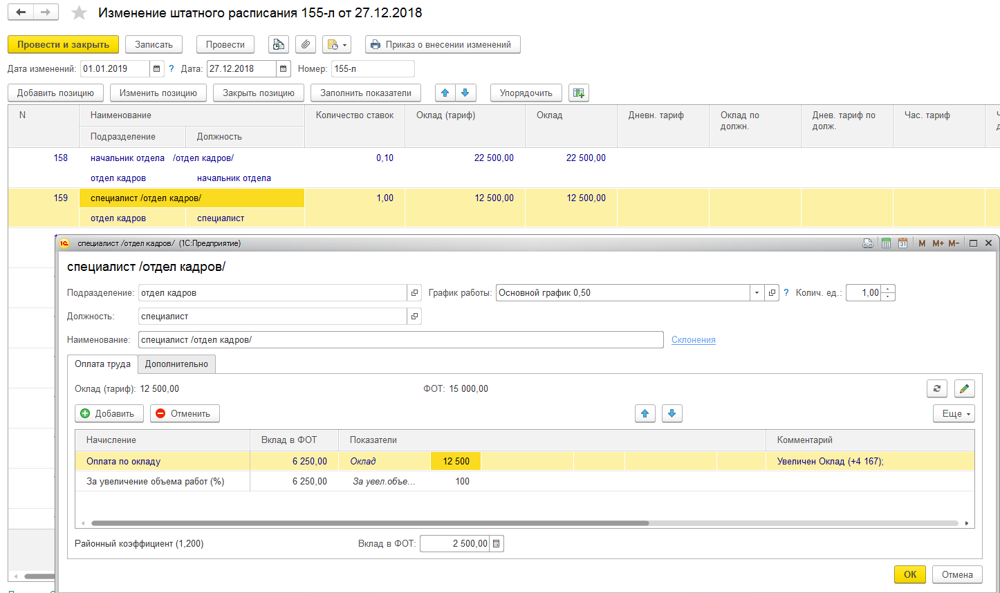 Изменение штатного расписания 155-л от 27.12.2018
Провести и закрыть Записать Провести Приказ о внесении изменений
Дата изменений: 01.01.2019 ? Дата: 27.12.2018 Номер: 155-л
Добавить позицию Изменить позицию Закрыть позицию Заполнить показатели Упорядочить
N Наименование Количество ставок Оклад (тариф) Оклад Дневн. тариф Оклад по должн. Днев. тариф по долж. Час. тариф
Подразделение Должность
158 начальник отдела /отдел кадров/ 0,10 22 500,00 22 500,00
отдел кадров начальник отдела
159 специалист /отдел кадров/ 1,00 12 500,00 12 500,00
отдел кадров специалист
1С специалист /отдел кадров/ (1С:Предприятие) 31 M M+ M-
специалист /отдел кадров/
Подразделение: отдел кадров График работы: Основной график 0,50 ? Колич. ед.: 1,00
Должность: специалист
Наименование: специалист /отдел кадров/ Склонения
Оплата труда Дополнительно
Оклад (тариф): 12 500,00 ФОТ: 15 000,00
Добавить Отменить Еще
Начисление Вклад в ФОТ Показатели Комментарий
Оплата по окладу 6 250,00 Оклад 12 500 Увеличен Оклад (+4 167);
За увеличение объема работ (%) 6 250,00 За увел.объе... 100
Районный коэффициент (1,200) Вклад в ФОТ: 2 500,00
ОК Отмена